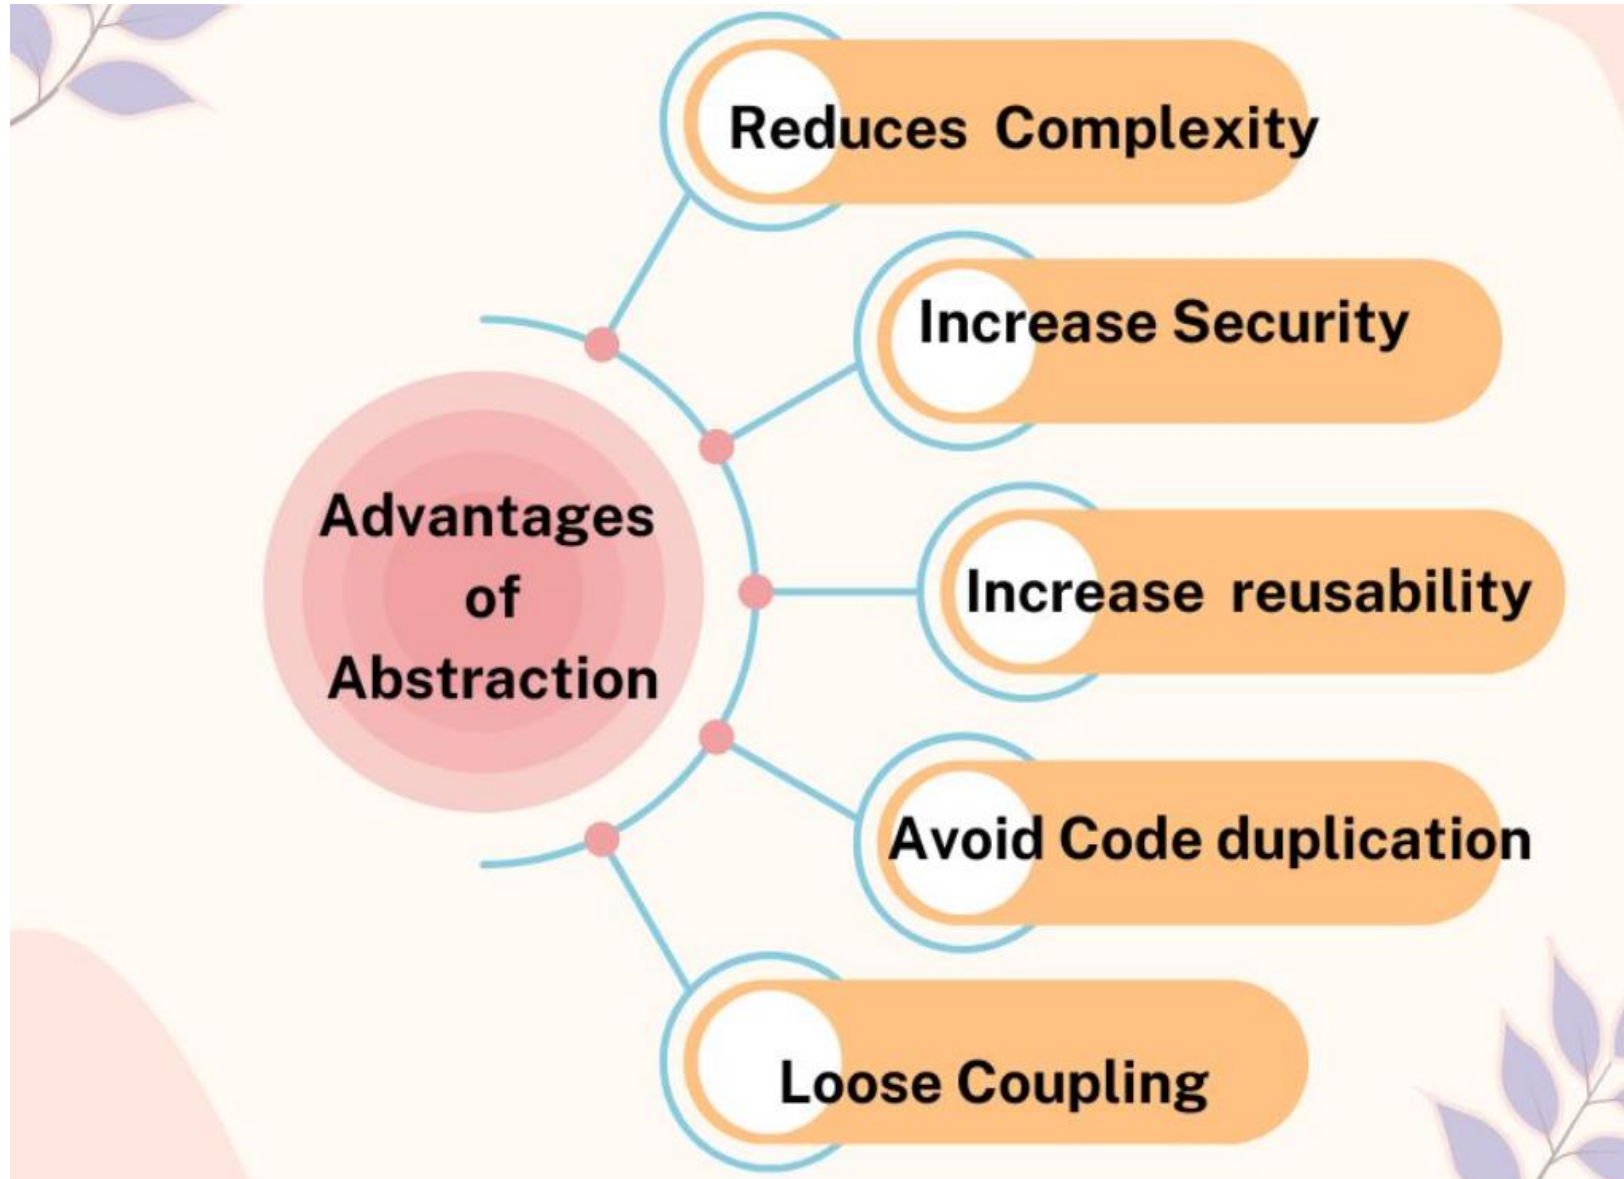 Advantages
of
Abstraction
Reduces Complexity
Increase Security
Increase reusability
Avoid Code duplication
Loose Coupling